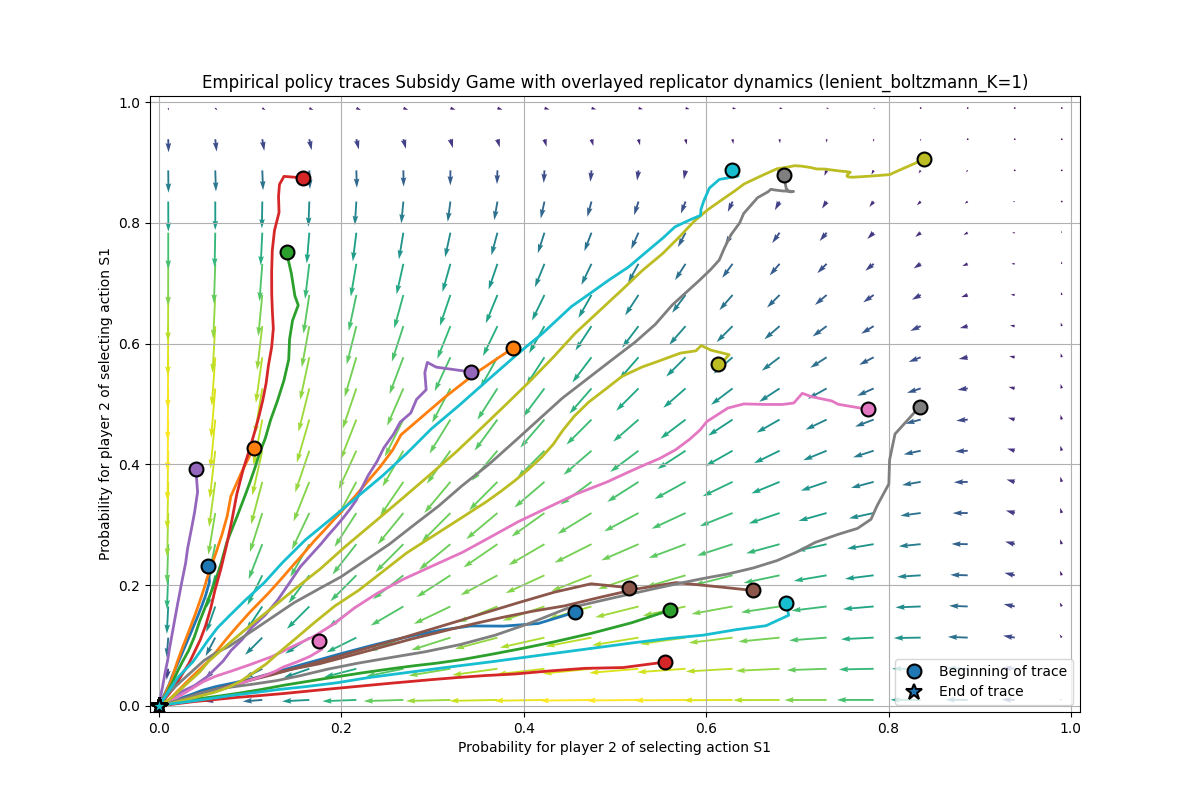 Empirical policy traces Subsidy Game with overlayed replicator dynamics (lenient_boltzmann_K=1)
1.0
0.8
0.6
0.4
0.2
0.0
Probability for player 2 of selecting action S1
Beginning of trace
End of trace
0.0 0.2 0.4 0.6 0.8 1.0
Probability for player 2 of selecting action S1